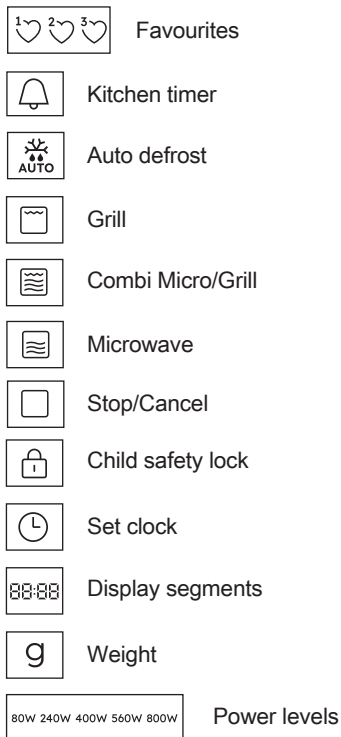 1 2 3 Favourites
Kitchen timer
AUTO Auto defrost
Grill
Combi Micro/Grill
Microwave
Stop/Cancel
Child safety lock
Set clock
88:88 Display segments
g Weight
80W 240W 400W 560W 800W Power levels